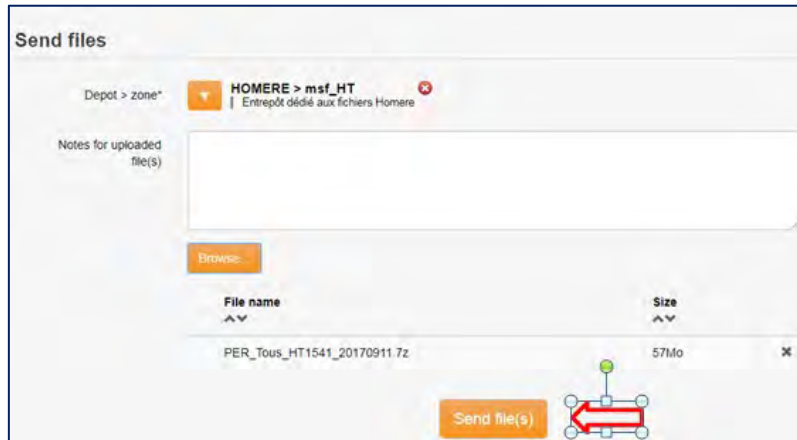 Send files
Depot > zone*
HOMERE > msf_HT
Entrepôt dédié aux fichiers Homere
Notes for uploaded
file(s)
Browse...
File name
Size
PER_Tous_HT1541_20170911.7z
57Mo
Send file(s)